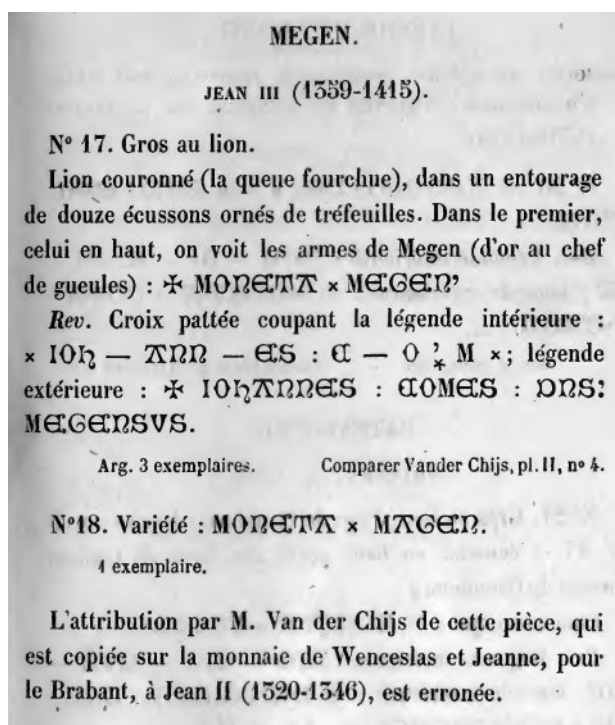 MEGEN.
JEAN III (1359-1415).
Nº 17. Gros au lion.
Lion couronné (la queue fourchue), dans un entourage
de douze écussons ornés de tréfeuilles. Dans le premier,
celui en haut, on voit les armes de Megen (d'or au chef
de gueules) : ✠ MONETA × MEGEN’
Rev. Croix pattée coupant la légende intérieure :
× IOH — ANN — ES : C — O  M ×; légende
extérieure : ✠ IOHANNES : COMES : DNS:
MEGENSVS.
Arg. 3 exemplaires. Comparer Vander Chijs, pl. II, nº 4.
Nº 18. Variété : MONETA × MAGEN.
1 exemplaire.
L'attribution par M. Van der Chijs de cette pièce, qui
est copiée sur la monnaie de Wenceslas et Jeanne, pour
le Brabant, à Jean II (1320-1346), est erronée.